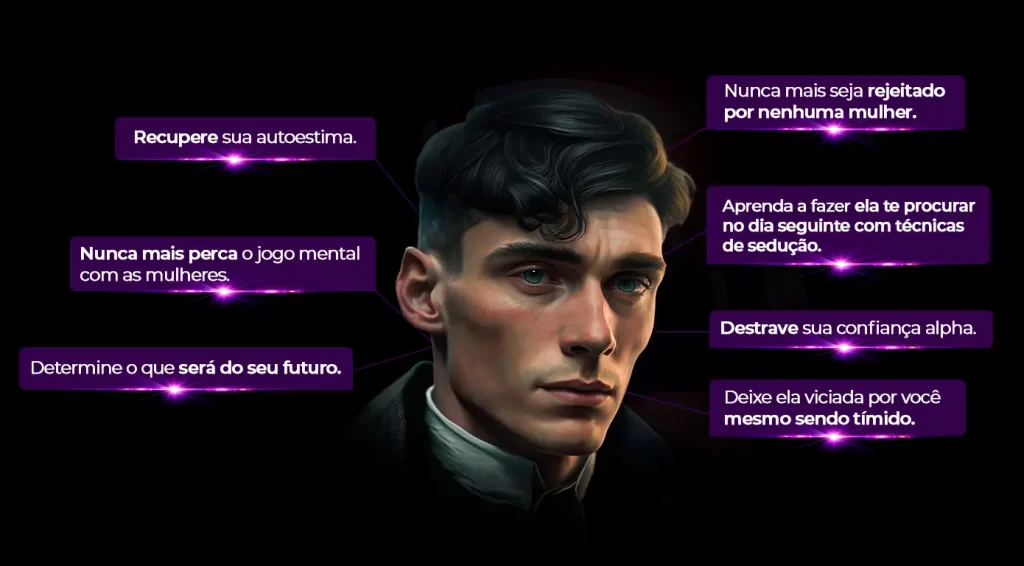 Recupere sua autoestima.
Nunca mais perca o jogo mental
com as mulheres.
Determine o que será do seu futuro.
Nunca mais seja rejeitado
por nenhuma mulher.
Aprenda a fazer ela te procurar
no dia seguinte com técnicas
de sedução.
Destrave sua confiança alpha.
Deixe ela viciada por você
mesmo sendo tímido.